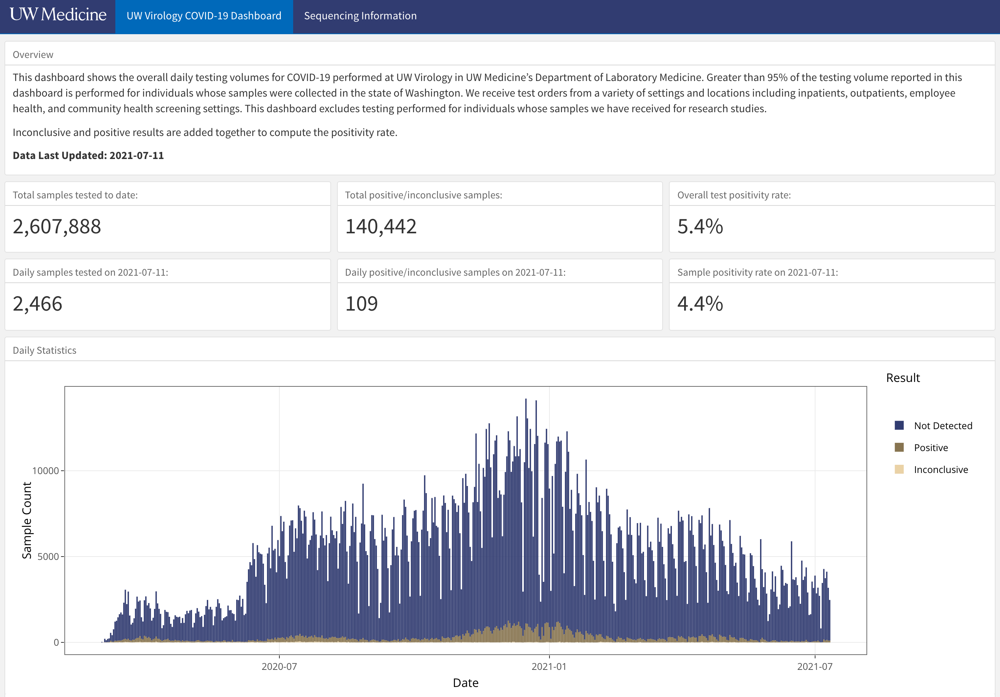 UW Medicine
UW Virology COVID-19 Dashboard
Sequencing Information
Overview
This dashboard shows the overall daily testing volumes for COVID-19 performed at UW Virology in UW Medicine’s Department of Laboratory Medicine. Greater than 95% of the testing volume reported in this
dashboard is performed for individuals whose samples were collected in the state of Washington. We receive test orders from a variety of settings and locations including inpatients, outpatients, employee
health, and community health screening settings. This dashboard excludes testing performed for individuals whose samples we have received for research studies.
Inconclusive and positive results are added together to compute the positivity rate.
Data Last Updated: 2021-07-11
Total samples tested to date:
2,607,888
Total positive/inconclusive samples:
140,442
Overall test positivity rate:
5.4%
Daily samples tested on 2021-07-11:
2,466
Daily positive/inconclusive samples on 2021-07-11:
109
Sample positivity rate on 2021-07-11:
4.4%
Daily Statistics
Result
Not Detected
Positive
Inconclusive
Sample Count
10000
5000
0
2020-07
2021-01
2021-07
Date